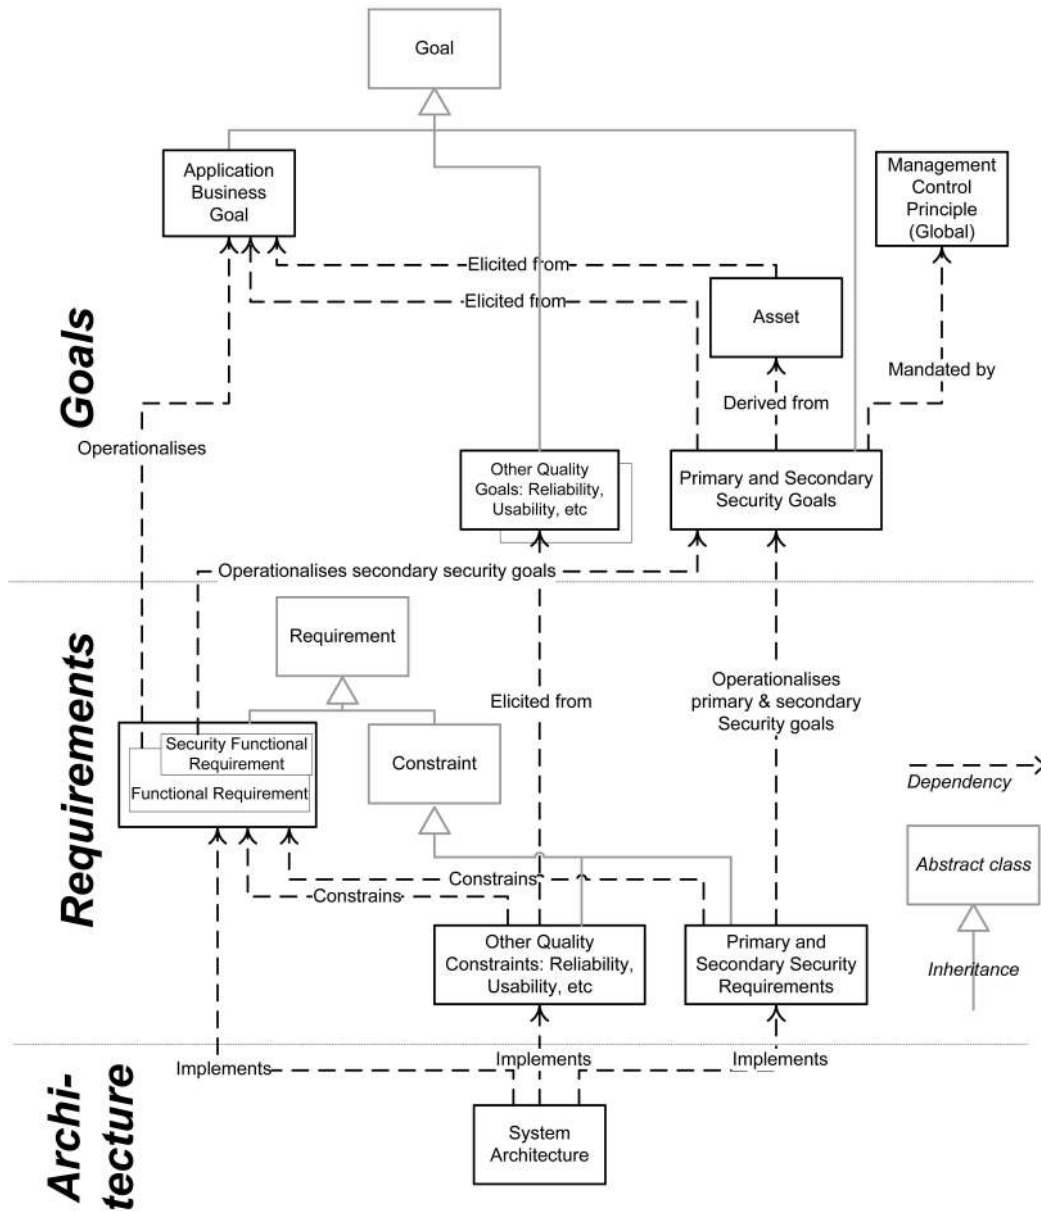 Goal
Application
Business
Goal
Management
Control
Principle
(Global)
Elicited from
Elicited from
Asset
Goals
Mandated by
Derived from
Operationalises
Other Quality
Goals: Reliability,
Usability, etc
Primary and Secondary
Security Goals
Operationalises secondary security goals
Requirements
Requirement
Elicited from
Operationalises
primary & secondary
Security goals
Security Functional
Requirement
Functional Requirement
Constraint
Dependency
Abstract class
Constrains
Constrains
Other Quality
Constraints: Reliability,
Usability, etc
Primary and
Secondary Security
Requirements
Inheritance
Archi-
tecture
Implements
Implements
Implements
System
Architecture